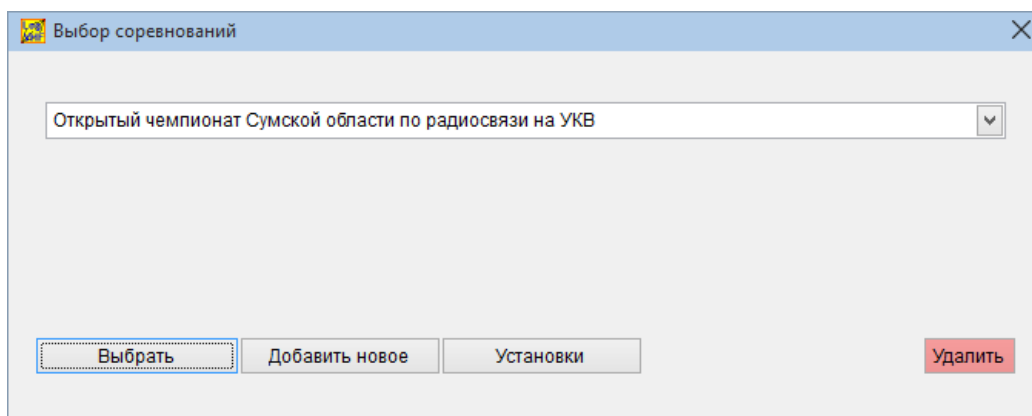 Выбор соревнований
Открытый чемпионат Сумской области по радиосвязи на УКВ
Выбрать Добавить новое Установки Удалить